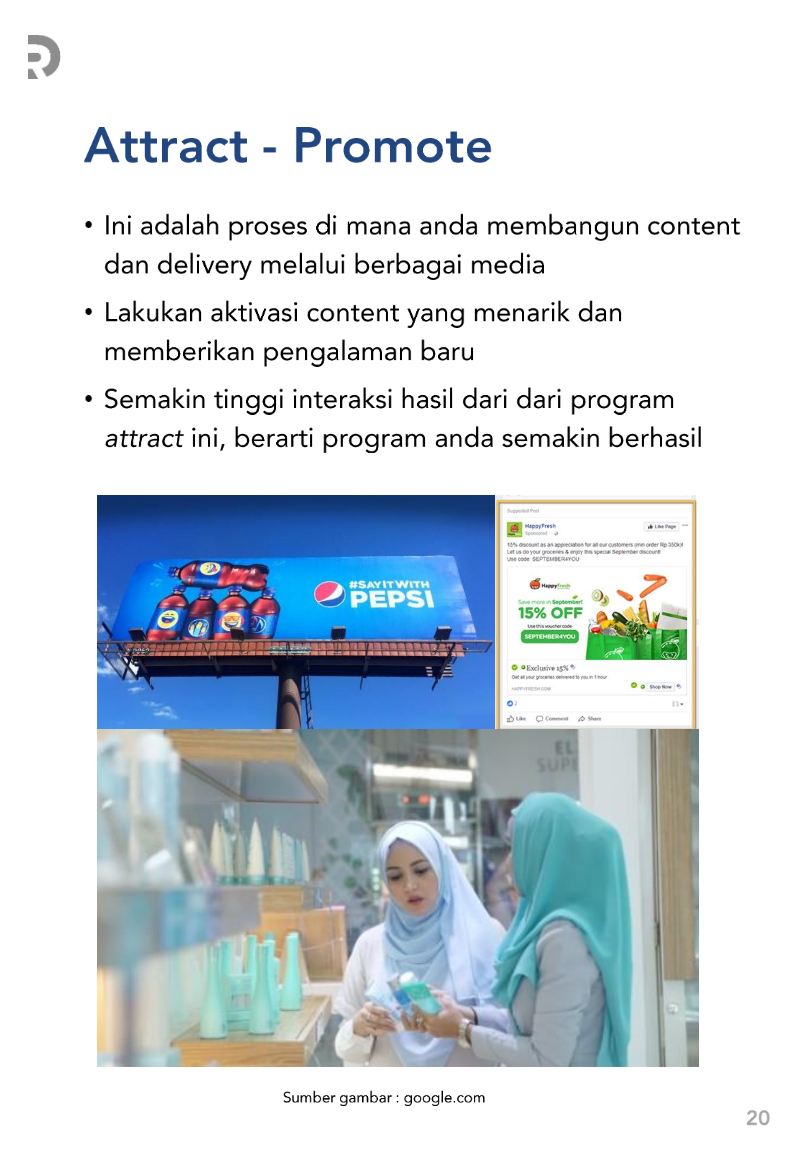 Attract - Promote
• Ini adalah proses di mana anda membangun content
dan delivery melalui berbagai media
• Lakukan aktivasi content yang menarik dan
memberikan pengalaman baru
• Semakin tinggi interaksi hasil dari dari program
attract ini, berarti program anda semakin berhasil
#SAYITWITH
PEPSI
Suggested Post
HappyFresh
Sponsored
Like Page
15% discount as an appreciation for all our customers (min order Rp 350k)!
Let us do your groceries & enjoy this special September discount!
Use code: SEPTEMBER4YOU
HappyFresh
Save more in September!
15% OFF
Use this voucher code
SEPTEMBER4YOU
Exclusive 15%
Get all your groceries delivered to you in 1 hour
HAPPYFRESH.COM
Shop Now
2
Like Comment Share
SUPE
Sumber gambar : google.com
20